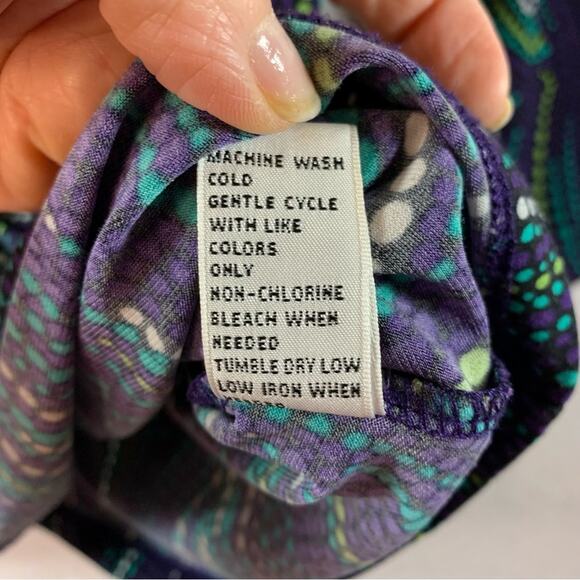 MACHINE WASH
COLD
GENTLE CYCLE
WITH LIKE
COLORS
ONLY
NON-CHLORINE
BLEACH WHEN
NEEDED
TUMBLE DRY LOW
LOW IRON WHEN